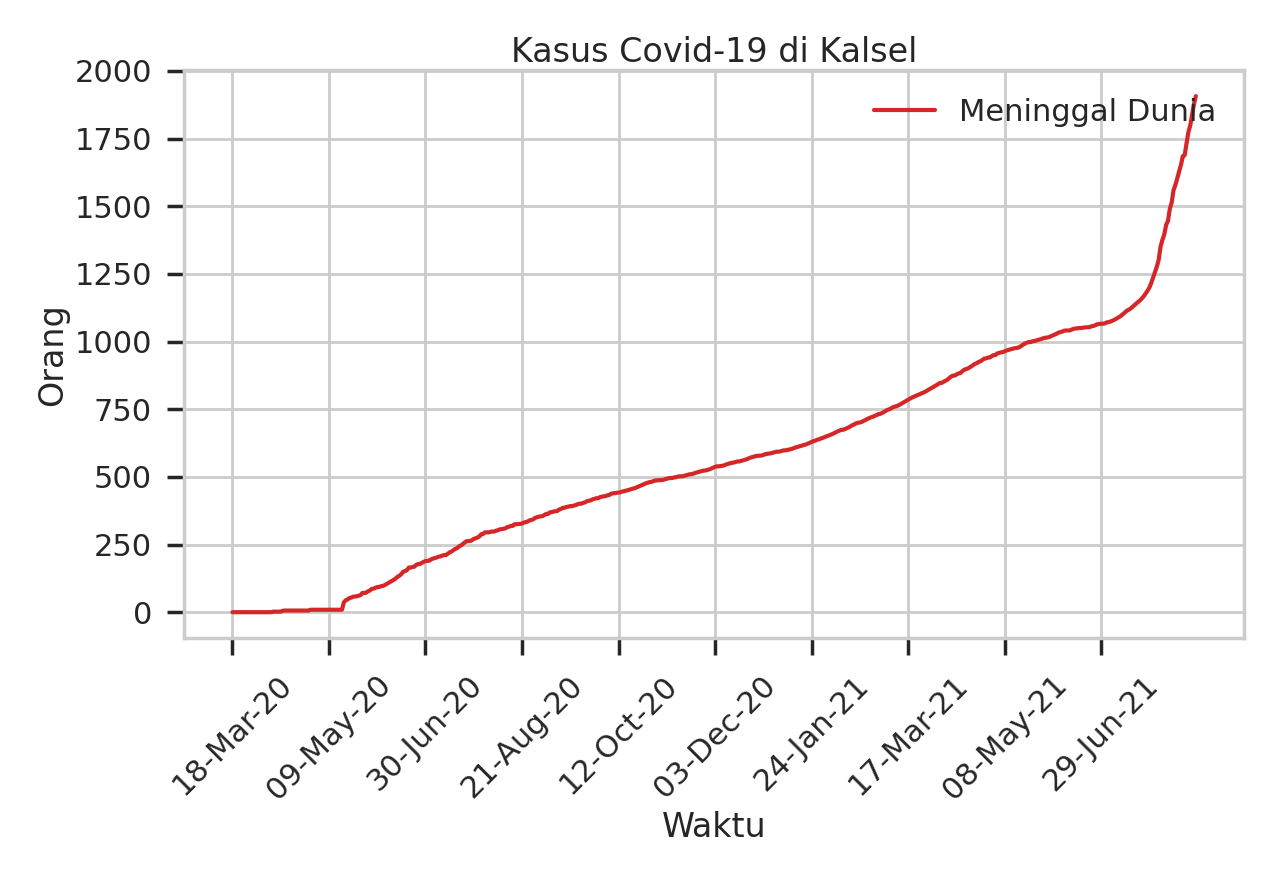 Kasus Covid-19 di Kalsel
Meninggal Dunia
2000
1750
1500
1250
1000
750
500
250
0
Orang
18-Mar-20
09-May-20
30-Jun-20
21-Aug-20
12-Oct-20
03-Dec-20
24-Jan-21
17-Mar-21
08-May-21
29-Jun-21
Waktu